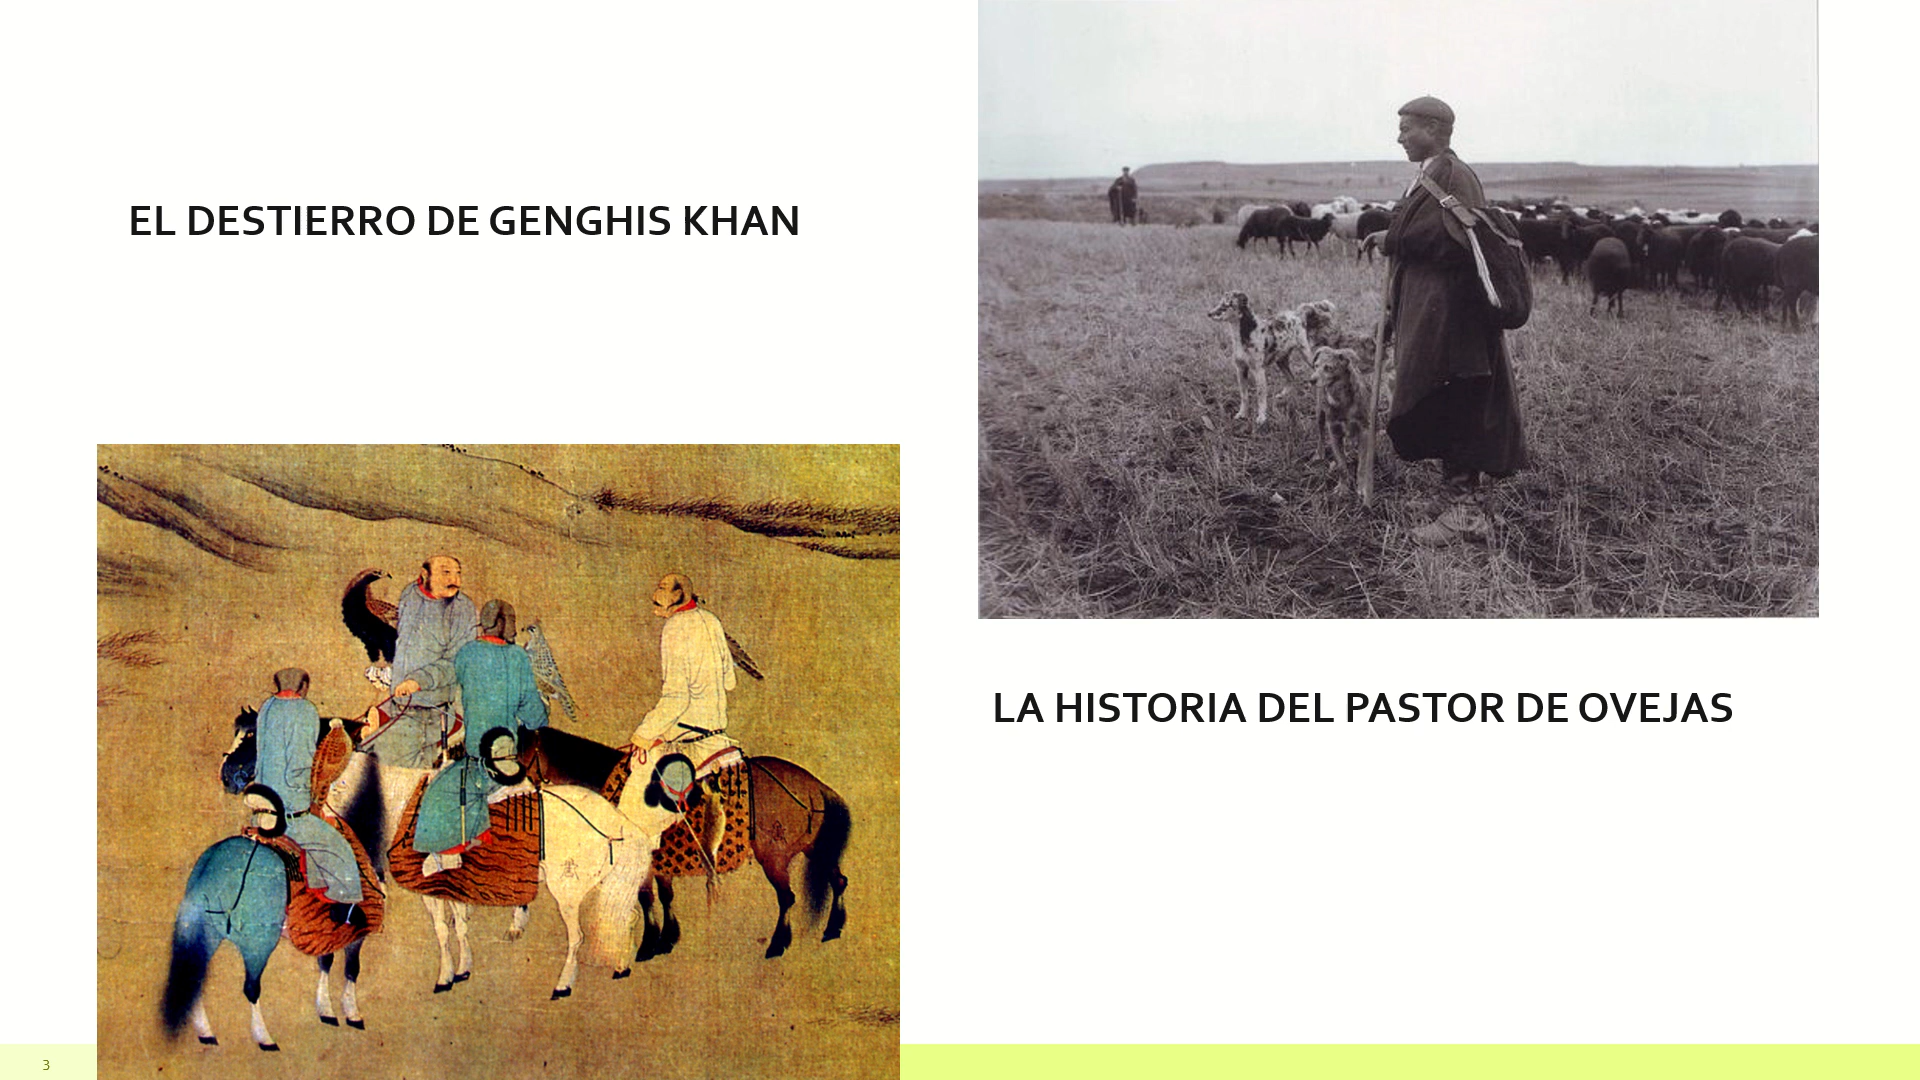 EL DESTIERRO DE GENGHIS KHAN
LA HISTORIA DEL PASTOR DE OVEJAS
3